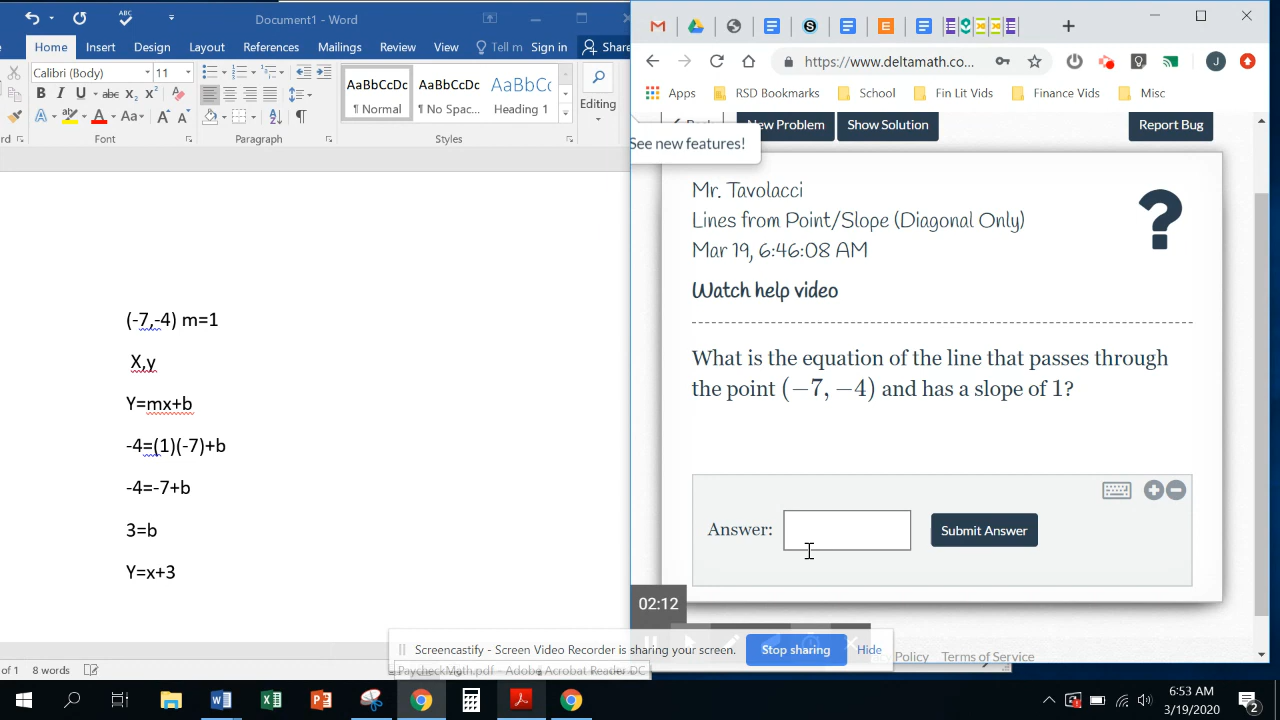 Document1 - Word
Home Insert Design Layout References Mailings Review View Tell m Sign in Share
Calibri (Body) 11
AaBbCcDc AaBbCcDc AaBbCc
¶ Normal ¶ No Spac... Heading 1
Editing
Font Paragraph Styles
(-7,-4) m=1
X,y
Y=mx+b
-4=(1)(-7)+b
-4=-7+b
3=b
Y=x+3
of 1 8 words
https://www.deltamath.co...
Apps RSD Bookmarks School Fin Lit Vids Finance Vids Misc
New Problem Show Solution Report Bug
See new features!
Mr. Tavolacci
Lines from Point/Slope (Diagonal Only)
Mar 19, 6:46:08 AM
Watch help video
What is the equation of the line that passes through
the point (−7, −4) and has a slope of 1?
Answer: Submit Answer
02:12
Screencastify - Screen Video Recorder is sharing your screen. Stop sharing Hide
Policy Terms of Service
PaycheckMath.pdf - Adobe Acrobat Reader DC
6:53 AM
3/19/2020
2